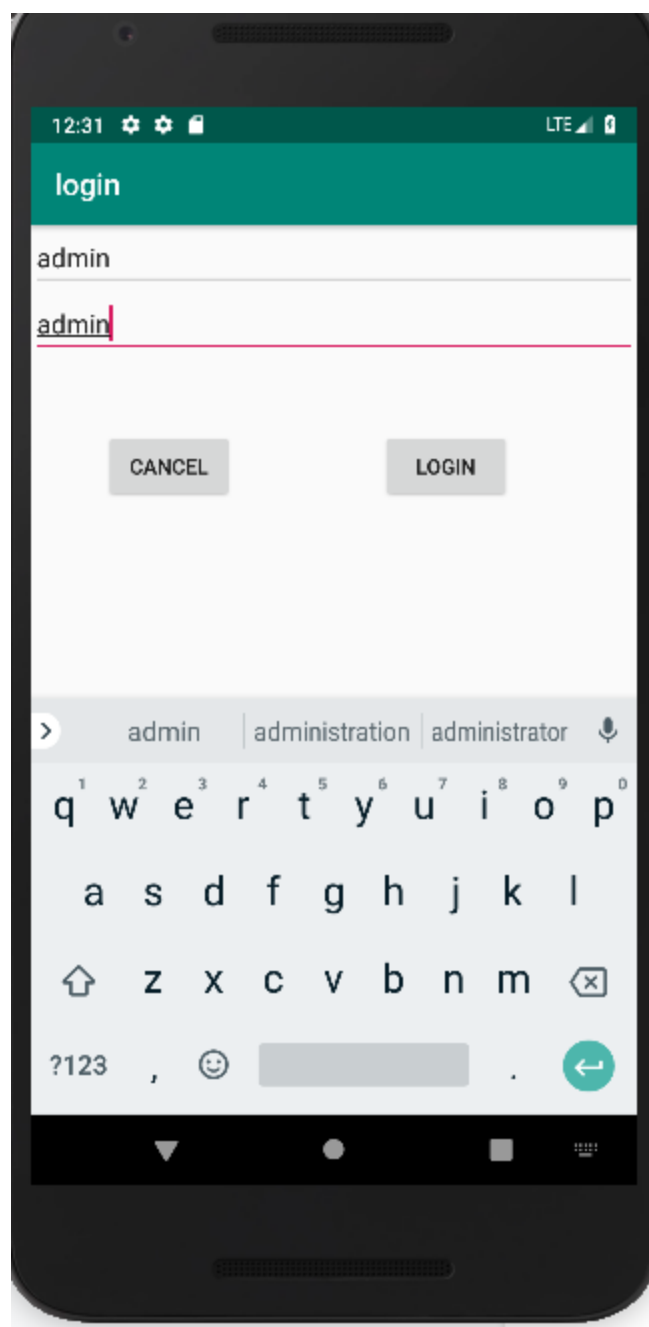 12:31 LTE
login
admin
admin
CANCEL LOGIN
admin administration administrator
1 2 3 4 5 6 7 8 9 0
q w e r t y u i o p
a s d f g h j k l
z x c v b n m
?123 , .